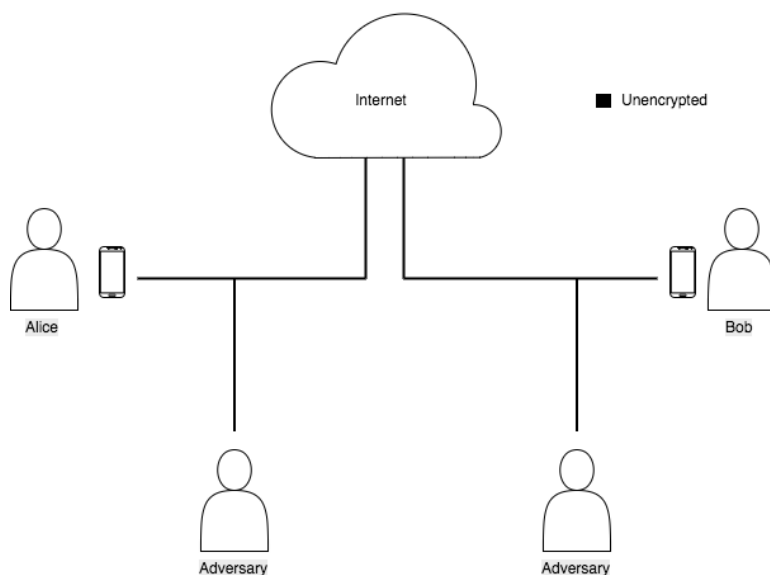 Internet
Unencrypted
Alice
Bob
Adversary
Adversary